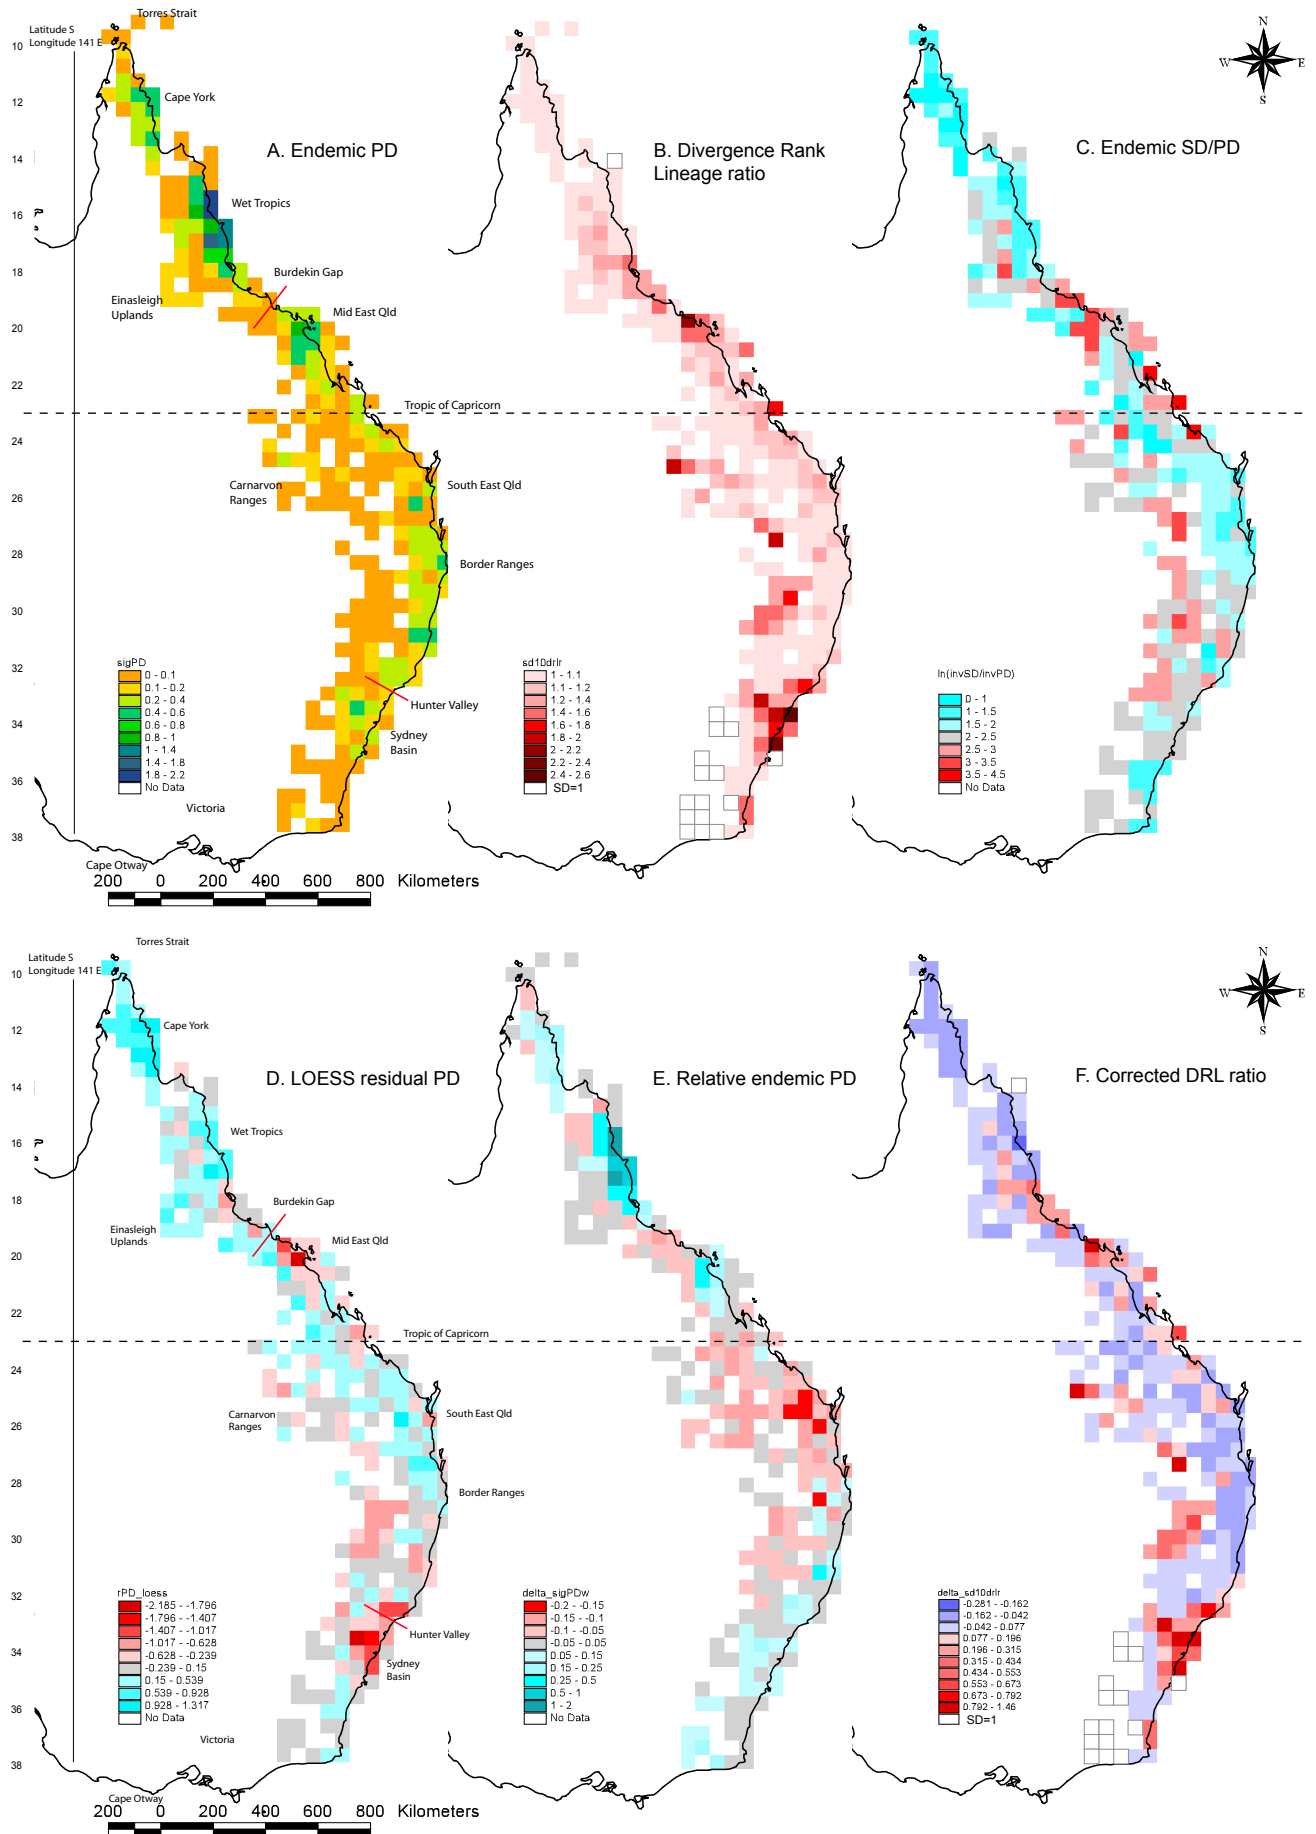 Torres Strait
Latitude S
Longitude 141 E
10
12
14
16
18
20
22
24
26
28
30
32
34
36
38
Cape York
Wet Tropics
Burdekin Gap
Einasleigh
Uplands
Mid East Qld
Tropic of Capricorn
Carnarvon
Ranges
South East Qld
Border Ranges
Hunter Valley
Sydney
Basin
Victoria
Cape Otway
A. Endemic PD
sigPD
0 - 0.1
0.1 - 0.2
0.2 - 0.4
0.4 - 0.6
0.6 - 0.8
0.8 - 1
1 - 1.4
1.4 - 1.8
1.8 - 2.2
No Data
200 0 200 400 600 800 Kilometers
B. Divergence Rank
Lineage ratio
sd10drlr
1 - 1.1
1.1 - 1.2
1.2 - 1.4
1.4 - 1.6
1.6 - 1.8
1.8 - 2
2 - 2.2
2.2 - 2.4
2.4 - 2.6
SD=1
C. Endemic SD/PD
N
W
E
S
ln(invSD/invPD)
0 - 1
1 - 1.5
1.5 - 2
2 - 2.5
2.5 - 3
3 - 3.5
3.5 - 4.5
No Data
Torres Strait
Latitude S
Longitude 141 E
10
12
14
16
18
20
22
24
26
28
30
32
34
36
38
Cape York
Wet Tropics
Burdekin Gap
Einasleigh
Uplands
Mid East Qld
Tropic of Capricorn
Carnarvon
Ranges
South East Qld
Border Ranges
Hunter Valley
Sydney
Basin
Victoria
Cape Otway
D. LOESS residual PD
rPD_loess
-2.185 - -1.796
-1.796 - -1.407
-1.407 - -1.017
-1.017 - -0.628
-0.628 - -0.239
-0.239 - 0.15
0.15 - 0.539
0.539 - 0.928
0.928 - 1.317
No Data
200 0 200 400 600 800 Kilometers
E. Relative endemic PD
delta_sigPDw
-0.2 - -0.15
-0.15 - -0.1
-0.1 - -0.05
-0.05 - 0.05
0.05 - 0.15
0.15 - 0.25
0.25 - 0.5
0.5 - 1
1 - 2
No Data
F. Corrected DRL ratio
N
W
E
S
delta_sd10drlr
-0.281 - -0.162
-0.162 - -0.042
-0.042 - 0.077
0.077 - 0.196
0.196 - 0.315
0.315 - 0.434
0.434 - 0.553
0.553 - 0.673
0.673 - 0.792
0.792 - 1.46
SD=1